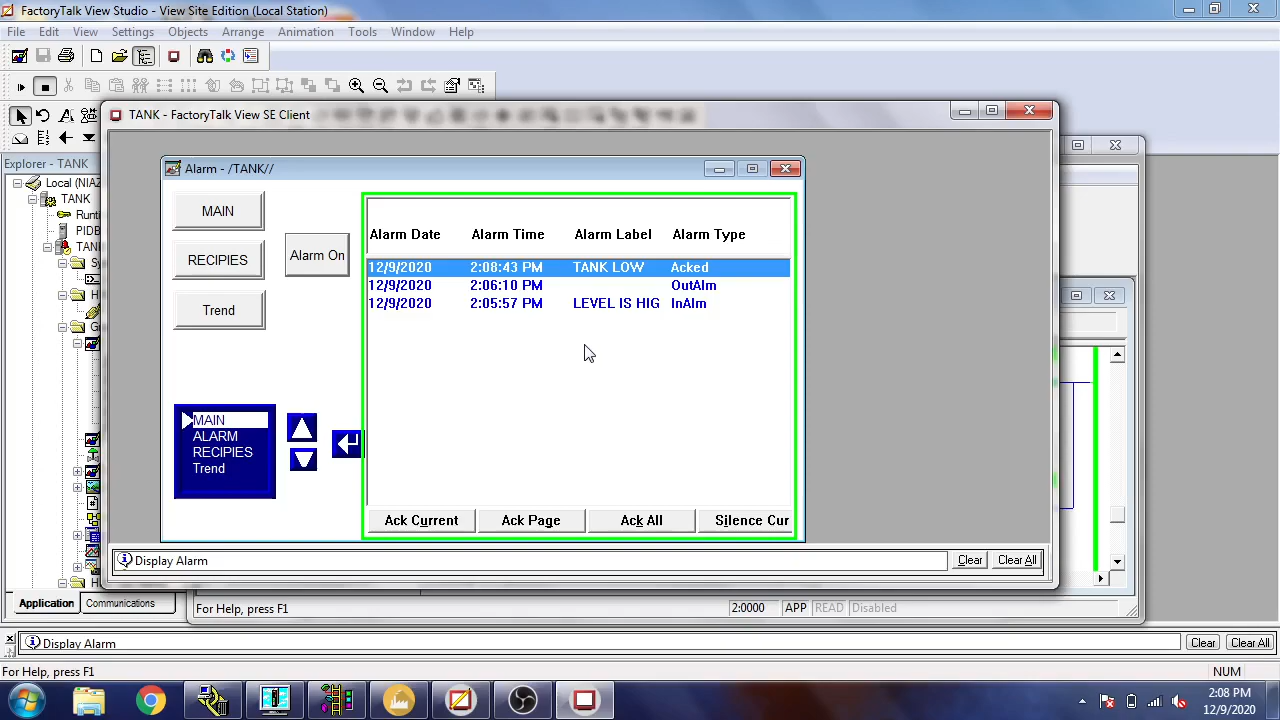 FactoryTalk View Studio - View Site Edition (Local Station)
File Edit View Settings Objects Arrange Animation Tools Window Help
TANK - FactoryTalk View SE Client
Explorer - TANK
Local (NIAZ
TANK
Runti
PIDB
TANK
Sy
H
Gr
H
Application
Communications
Alarm - /TANK//
MAIN
RECIPIES
Trend
Alarm On
Alarm Date Alarm Time Alarm Label Alarm Type
12/9/2020 2:08:43 PM TANK LOW Acked
12/9/2020 2:06:10 PM OutAlm
12/9/2020 2:05:57 PM LEVEL IS HIG InAlm
MAIN
ALARM
RECIPIES
Trend
Ack Current Ack Page Ack All Silence Cur
Display Alarm
Clear Clear All
For Help, press F1
2:0000 APP READ Disabled
Display Alarm
Clear Clear All
For Help, press F1
NUM
2:08 PM
12/9/2020